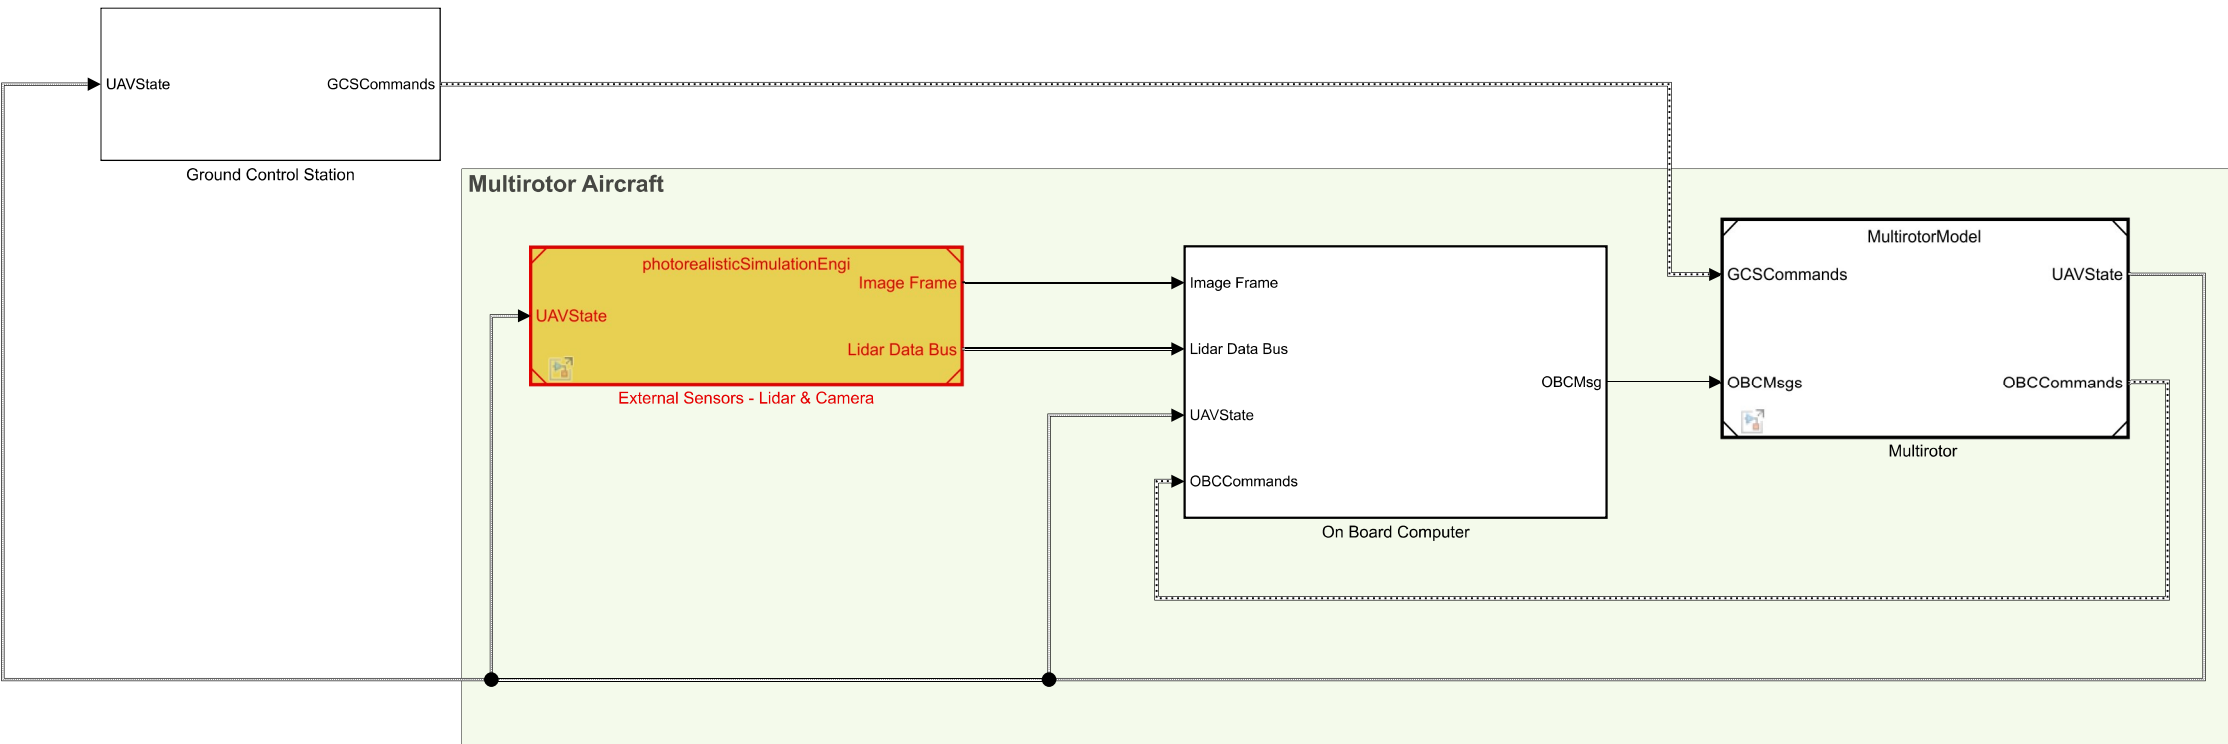 UAVState
GCSCommands
Ground Control Station
Multirotor Aircraft
photorealisticSimulationEngi
Image Frame
UAVState
Lidar Data Bus
External Sensors - Lidar & Camera
Image Frame
Lidar Data Bus
UAVState
OBCCommands
OBCMsg
On Board Computer
MultirotorModel
GCSCommands
UAVState
OBCMsgs
OBCCommands
Multirotor